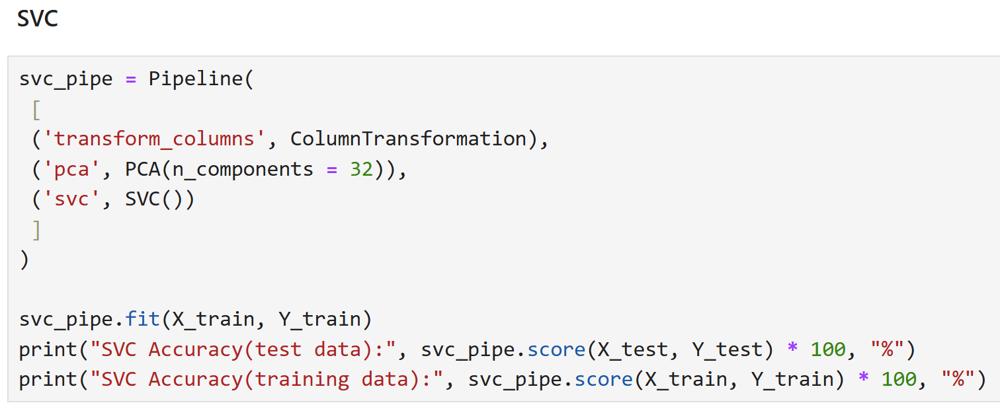 SVC
svc_pipe = Pipeline(
[
('transform_columns', ColumnTransformation),
('pca', PCA(n_components = 32)),
('svc', SVC())
]
)
svc_pipe.fit(X_train, Y_train)
print("SVC Accuracy(test data):", svc_pipe.score(X_test, Y_test) * 100, "%")
print("SVC Accuracy(training data):", svc_pipe.score(X_train, Y_train) * 100, "%")